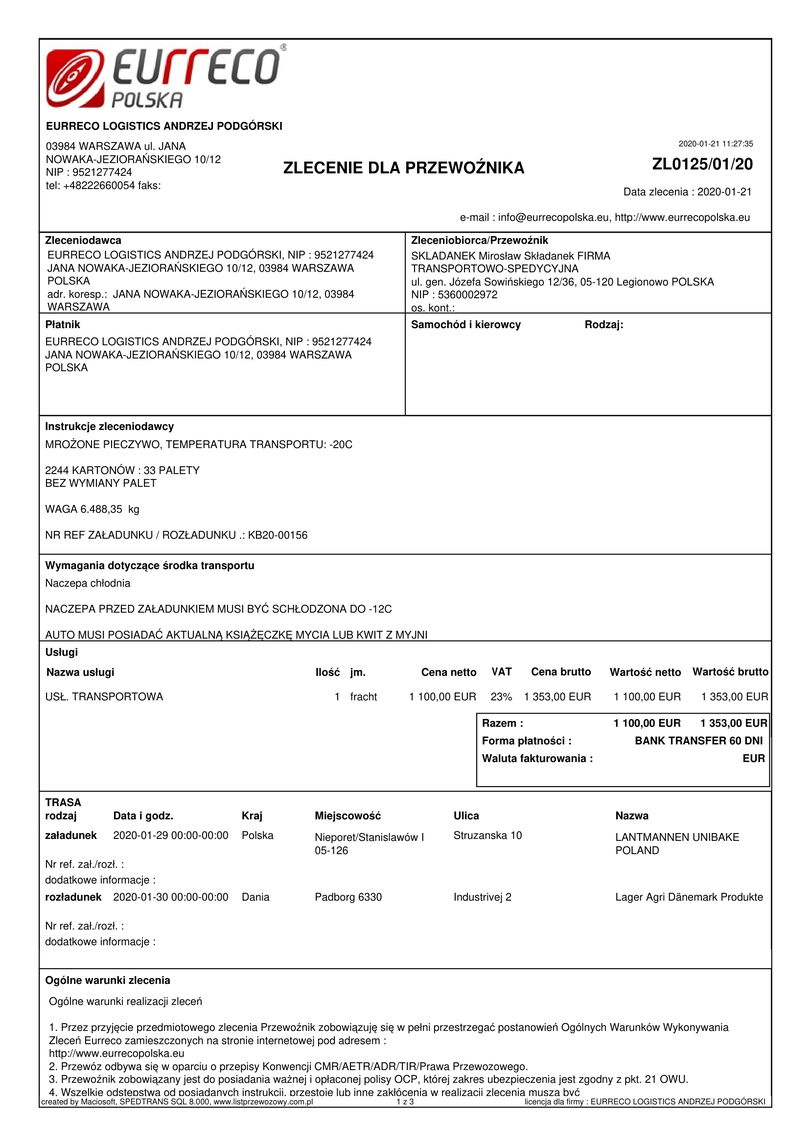 EURRECO ®
POLSKA
EURRECO LOGISTICS ANDRZEJ PODGÓRSKI
03984 WARSZAWA ul. JANA
NOWAKA-JEZIORAŃSKIEGO 10/12
NIP : 9521277424
tel: +48222660054 faks:
ZLECENIE DLA PRZEWOŹNIKA
2020-01-21 11:27:35
ZL0125/01/20
Data zlecenia : 2020-01-21
e-mail : info@eurrecopolska.eu, http://www.eurrecopolska.eu
Zleceniodawca
EURRECO LOGISTICS ANDRZEJ PODGÓRSKI, NIP : 9521277424
JANA NOWAKA-JEZIORAŃSKIEGO 10/12, 03984 WARSZAWA
POLSKA
adr. koresp.: JANA NOWAKA-JEZIORAŃSKIEGO 10/12, 03984
WARSZAWA
Zleceniobiorca/Przewoźnik
SKLADANEK Mirosław Składanek FIRMA
TRANSPORTOWO-SPEDYCYJNA
ul. gen. Józefa Sowińskiego 12/36, 05-120 Legionowo POLSKA
NIP : 5360002972
os. kont.:
Płatnik
EURRECO LOGISTICS ANDRZEJ PODGÓRSKI, NIP : 9521277424
JANA NOWAKA-JEZIORAŃSKIEGO 10/12, 03984 WARSZAWA
POLSKA
Samochód i kierowcy Rodzaj:
Instrukcje zleceniodawcy
MROŻONE PIECZYWO, TEMPERATURA TRANSPORTU: -20C
2244 KARTONÓW : 33 PALETY
BEZ WYMIANY PALET
WAGA 6.488,35 kg
NR REF ZAŁADUNKU / ROZŁADUNKU .: KB20-00156
Wymagania dotyczące środka transportu
Naczepa chłodnia
NACZEPA PRZED ZAŁADUNKIEM MUSI BYĆ SCHŁODZONA DO -12C
AUTO MUSI POSIADAĆ AKTUALNĄ KSIĄŻECZKĘ MYCIA LUB KWIT Z MYJNI
Usługi
Nazwa usługi Ilość jm. Cena netto VAT Cena brutto Wartość netto Wartość brutto
USŁ. TRANSPORTOWA 1 fracht 1 100,00 EUR 23% 1 353,00 EUR 1 100,00 EUR 1 353,00 EUR
Razem : 1 100,00 EUR 1 353,00 EUR
Forma płatności : BANK TRANSFER 60 DNI
Waluta fakturowania : EUR
TRASA
rodzaj Data i godz. Kraj Miejscowość Ulica Nazwa
załadunek 2020-01-29 00:00-00:00 Polska Nieporet/Stanisławów I Struzanska 10 LANTMANNEN UNIBAKE
05-126 POLAND
Nr ref. zał./rozł. :
dodatkowe informacje :
rozładunek 2020-01-30 00:00-00:00 Dania Padborg 6330 Industrivej 2 Lager Agri Dänemark Produkte
Nr ref. zał./rozł. :
dodatkowe informacje :
Ogólne warunki zlecenia
Ogólne warunki realizacji zleceń
1. Przez przyjęcie przedmiotowego zlecenia Przewoźnik zobowiązuję się w pełni przestrzegać postanowień Ogólnych Warunków Wykonywania
Zleceń Eurreco zamieszczonych na stronie internetowej pod adresem :
http://www.eurrecopolska.eu
2. Przewóz odbywa się w oparciu o przepisy Konwencji CMR/AETR/ADR/TIR/Prawa Przewozowego.
3. Przewoźnik zobowiązany jest do posiadania ważnej i opłaconej polisy OCP, której zakres ubezpieczenia jest zgodny z pkt. 21 OWU.
4. Wszelkie odstępstwa od posiadanych instrukcji, przestoje lub inne zakłócenia w realizacji zlecenia muszą być
created by Maciosoft, SPEDTRANS SQL 8.000, www.listprzewozowy.com.pl 1 z 3 licencja dla firmy : EURRECO LOGISTICS ANDRZEJ PODGÓRSKI